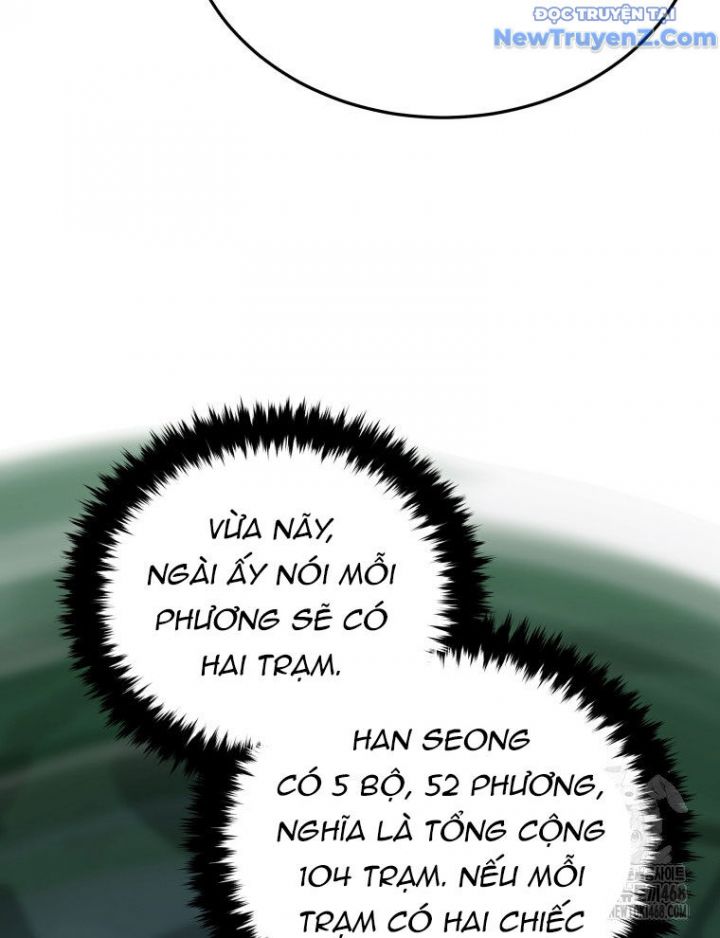 ĐỌC TRUYỆN TẠI
NewTruyenZ.com
VỪA NÃY,
NGÀI ẤY NÓI MỖI
PHƯƠNG SẼ CÓ
HAI TRẠM.
HAN SEONG
CÓ 5 BỘ, 52 PHƯƠNG,
NGHĨA LÀ TỔNG CỘNG
104 TRẠM. NẾU MỖI
TRẠM CÓ HAI CHIẾC